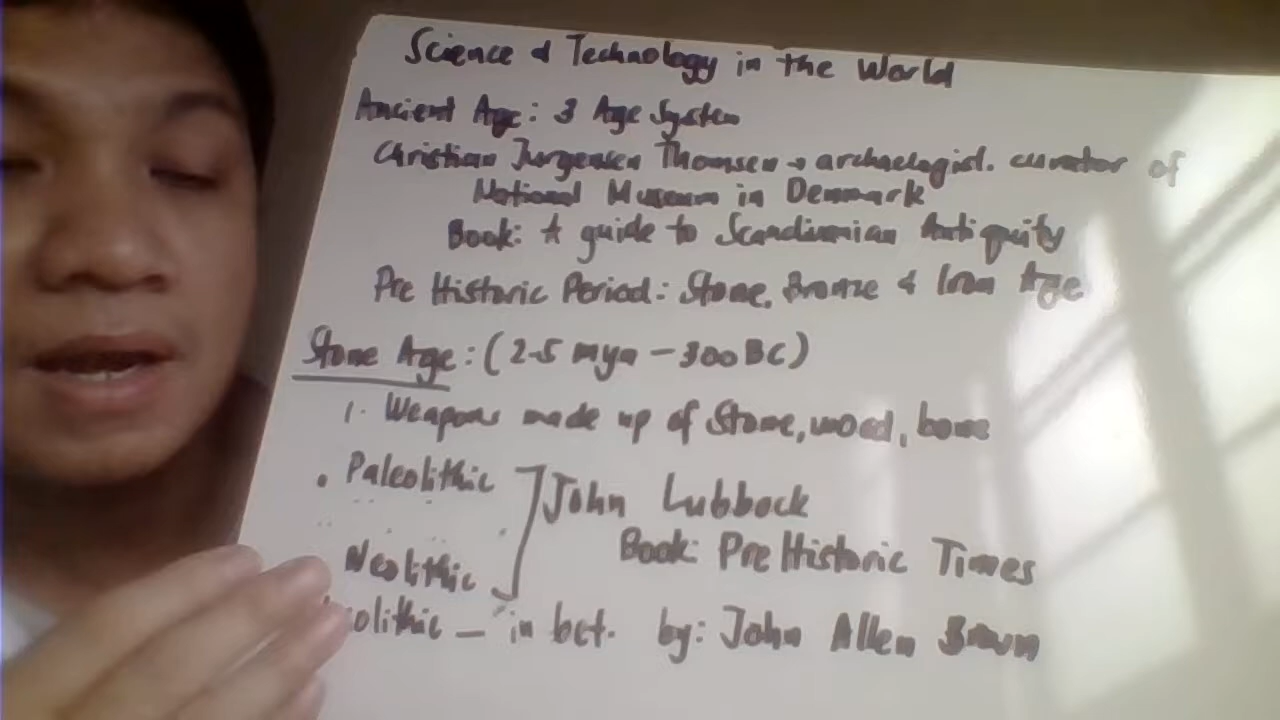 Science & Technology in the World
Ancient Age: 3 Age System
Christian Jurgensen Thomsen → archaelogist. curator of
National Museum in Denmark
Book: A guide to Scandinavian Antiquity
Pre Historic Period: Stone, Bronze & Iron Age
Stone Age: (2.5 mya - 300 BC)
1. Weapons made up of Stone, wood, bone
• Paleolithic
John Lubbock
Book: Pre Historic Times
Neolithic
olithic - in bet. by: John Allen Brown